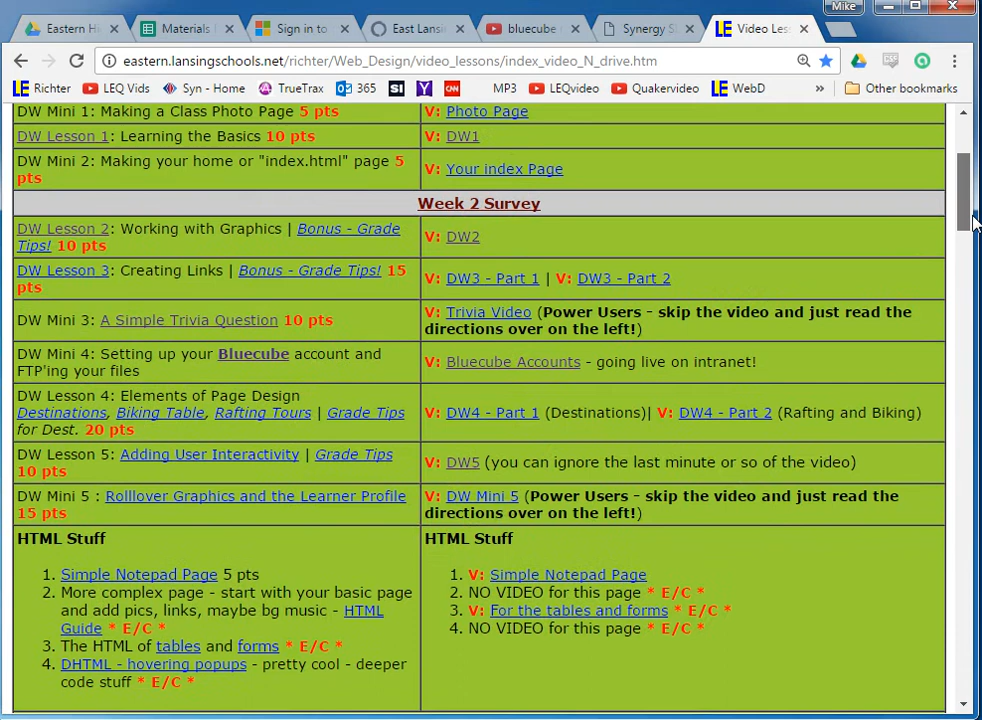 Mike
Eastern Hi
Materials
Sign in to
East Lansi
bluecube
Synergy S
Video Les
eastern.lansingschools.net/richter/Web_Design/video_lessons/index_video_N_drive.htm
Richter LEQ Vids Syn - Home TrueTrax 365 CNN MP3 LEQvideo Quakervideo WebD » Other bookmarks
DW Mini 1: Making a Class Photo Page 5 pts
V: Photo Page
DW Lesson 1: Learning the Basics 10 pts
V: DW1
DW Mini 2: Making your home or "index.html" page 5
pts
V: Your index Page
Week 2 Survey
DW Lesson 2: Working with Graphics | Bonus - Grade
Tips! 10 pts
V: DW2
DW Lesson 3: Creating Links | Bonus - Grade Tips! 15
pts
V: DW3 - Part 1 | V: DW3 - Part 2
DW Mini 3: A Simple Trivia Question 10 pts
V: Trivia Video (Power Users - skip the video and just read the
directions over on the left!)
DW Mini 4: Setting up your Bluecube account and
FTP'ing your files
V: Bluecube Accounts - going live on intranet!
DW Lesson 4: Elements of Page Design
Destinations, Biking Table, Rafting Tours | Grade Tips
for Dest. 20 pts
V: DW4 - Part 1 (Destinations)| V: DW4 - Part 2 (Rafting and Biking)
DW Lesson 5: Adding User Interactivity | Grade Tips
10 pts
V: DW5 (you can ignore the last minute or so of the video)
DW Mini 5 : Rolllover Graphics and the Learner Profile
15 pts
V: DW Mini 5 (Power Users - skip the video and just read the
directions over on the left!)
HTML Stuff
1. Simple Notepad Page 5 pts
2. More complex page - start with your basic page
and add pics, links, maybe bg music - HTML
Guide * E/C *
3. The HTML of tables and forms * E/C *
4. DHTML - hovering popups - pretty cool - deeper
code stuff * E/C *
HTML Stuff
1. V: Simple Notepad Page
2. NO VIDEO for this page * E/C *
3. V: For the tables and forms * E/C *
4. NO VIDEO for this page * E/C *